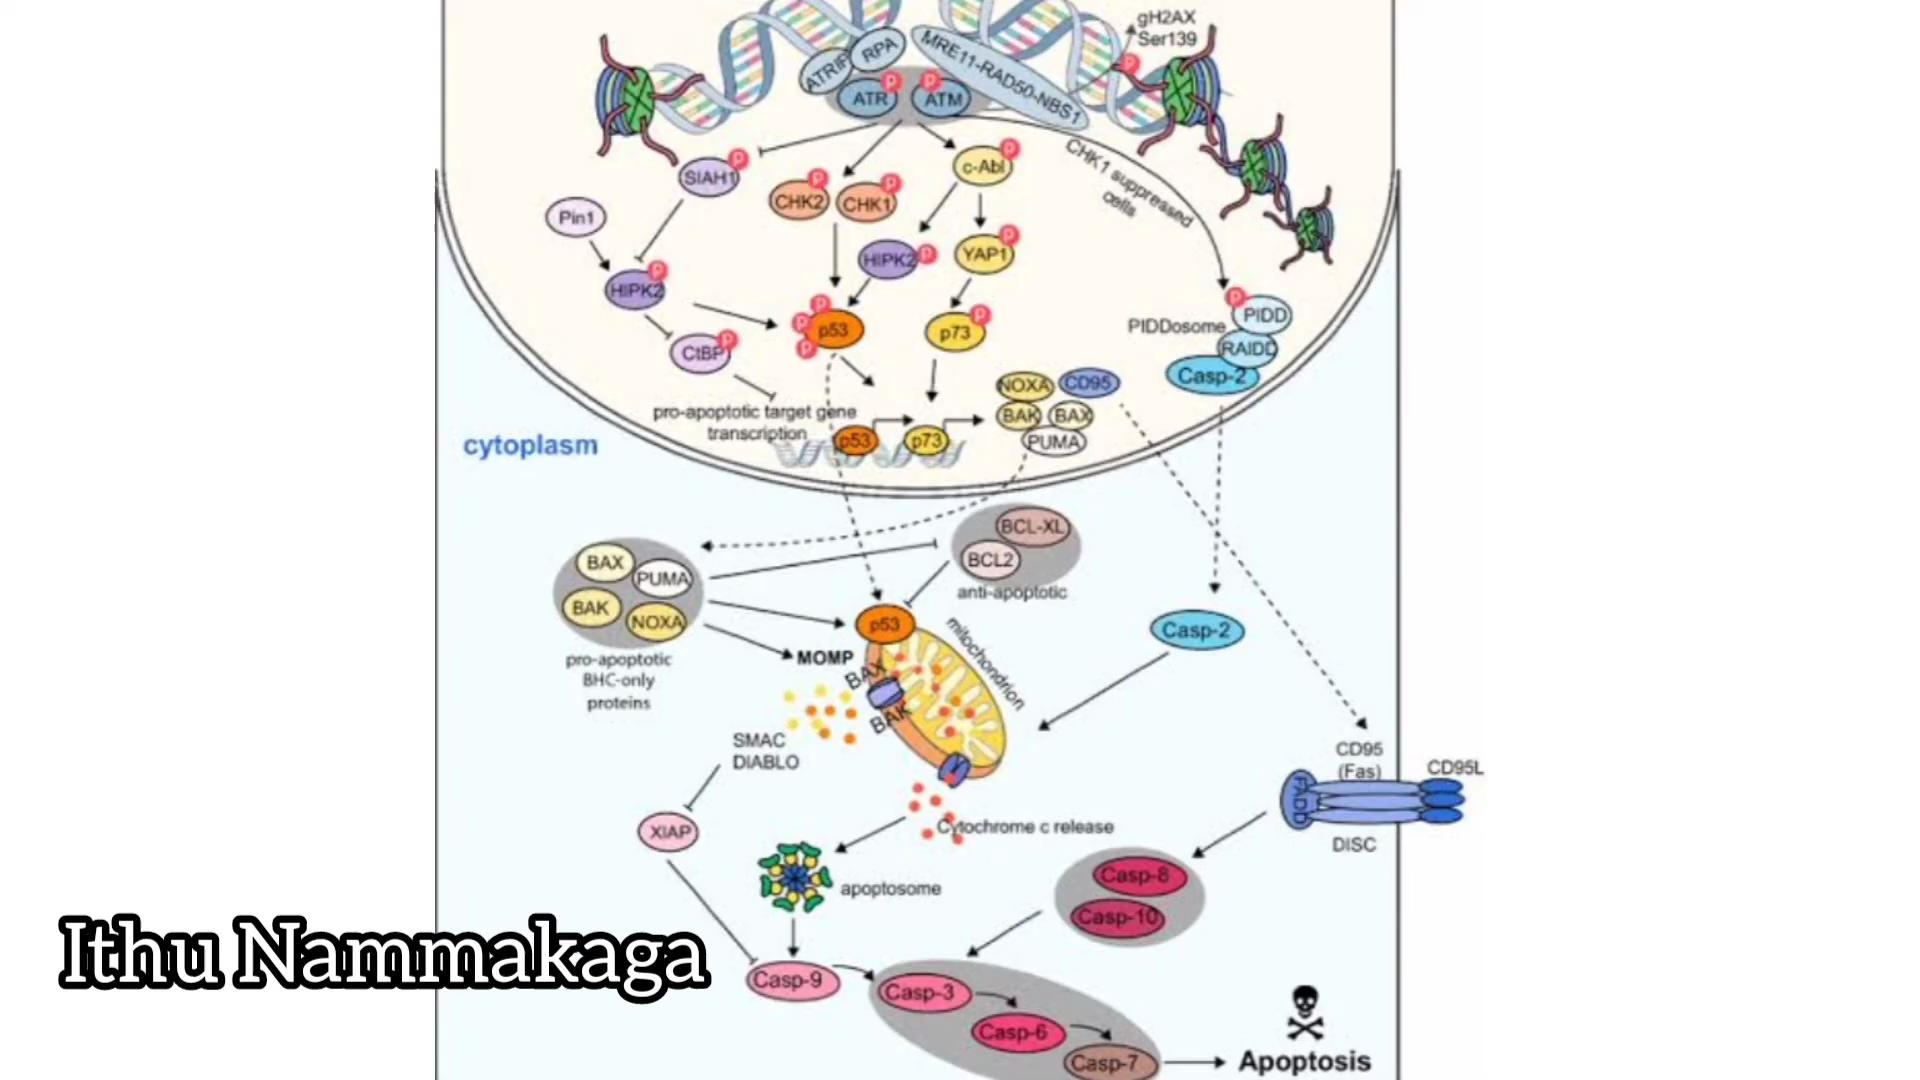 gH2AX
Ser139
RPA
ATRIP
MRE11-RAD50-NBS1
P
P
P
ATR
ATM
P
P
SIAH1
c-Abl
CHK1 suppressed
cells
P
P
CHK2
CHK1
Pin1
P
P
HIPK2
YAP1
P
HIPK2
P
P
P
P
p53
P
p73
P
PIDD
PIDDosome
RAIDD
Casp-2
P
CtBP
NOXA
CD95
BAK
BAX
PUMA
pro-apoptotic target gene
transcription
p53
p73
cytoplasm
BCL-XL
BCL2
anti-apoptotic
BAX
PUMA
BAK
NOXA
pro-apoptotic
BHC-only
proteins
p53
MOMP
BAX
BAK
mitochondrion
Casp-2
SMAC
DIABLO
CD95
(Fas)
CD95L
FADD
DISC
XIAP
Cytochrome c release
apoptosome
Casp-8
Casp-10
Ithu Nammakaga
Casp-9
Casp-3
Casp-6
Casp-7
Apoptosis